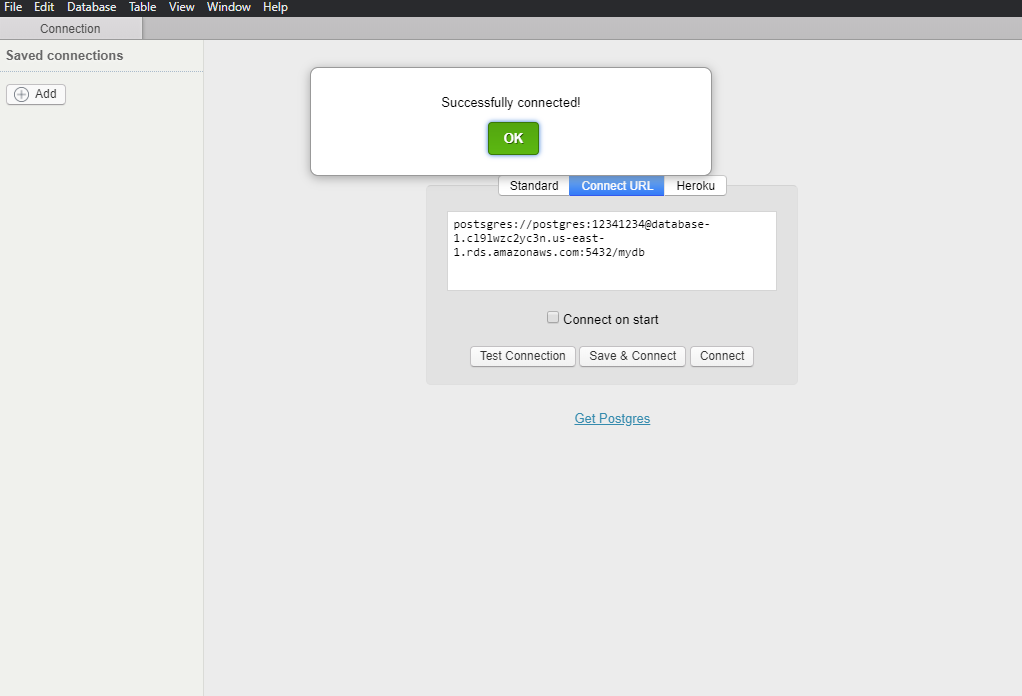 File Edit Database Table View Window Help
Connection
Saved connections
Add
Successfully connected!
OK
Standard Connect URL Heroku
postsgres://postgres:12341234@database-
1.cl9lwzc2yc3n.us-east-
1.rds.amazonaws.com:5432/mydb
Connect on start
Test Connection Save & Connect Connect
Get Postgres